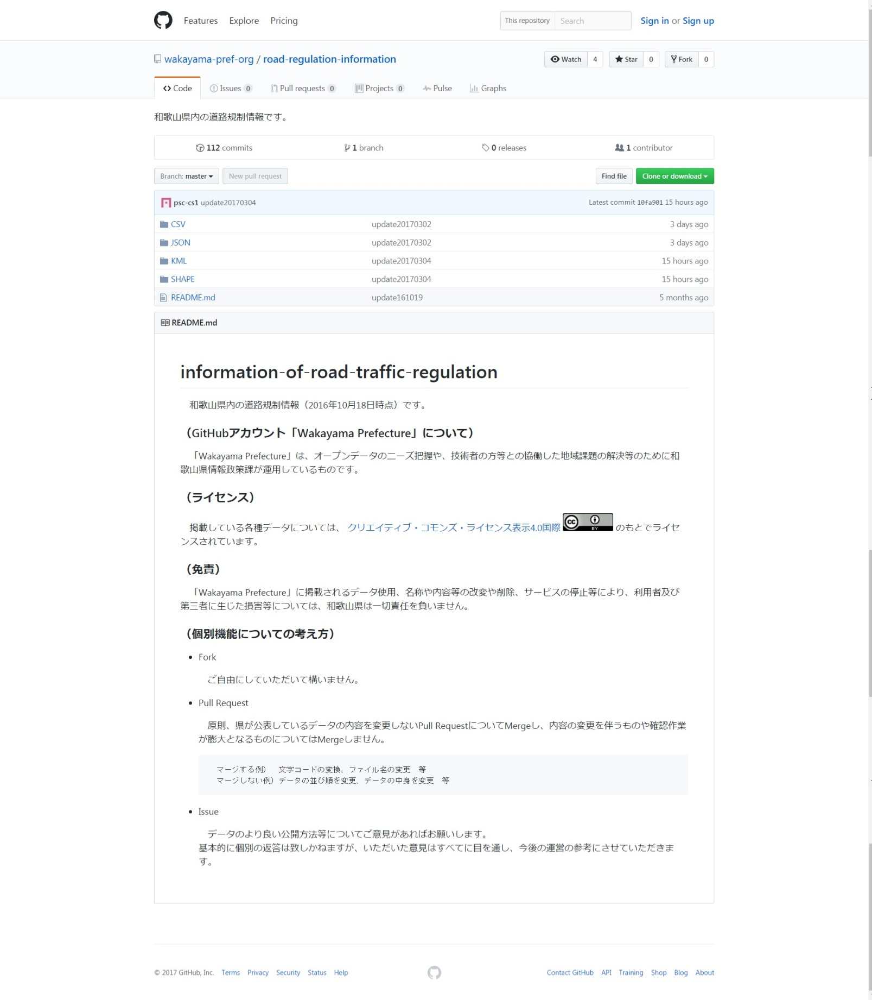 Features Explore Pricing This repository Search Sign in or Sign up
wakayama-pref-org / road-regulation-information Watch 4 Star 0 Fork 0
Code Issues 0 Pull requests 0 Projects 0 Pulse Graphs
和歌山県内の道路規制情報です。
112 commits 1 branch 0 releases 1 contributor
Branch: master New pull request Find file Clone or download
psc-cs1 update20170304 Latest commit 10fa901 15 hours ago
CSV update20170302 3 days ago
JSON update20170302 3 days ago
KML update20170304 15 hours ago
SHAPE update20170304 15 hours ago
README.md update161019 5 months ago
README.md
information-of-road-traffic-regulation
和歌山県内の道路規制情報（2016年10月18日時点）です。
（GitHubアカウント「Wakayama Prefecture」について）
「Wakayama Prefecture」は、オープンデータのニーズ把握や、技術者の方等との協働した地域課題の解決等のために和
歌山県情報政策課が運用しているものです。
（ライセンス）
掲載している各種データについては、 クリエイティブ・コモンズ・ライセンス表示4.0国際 cc BY のもとでライセ
ンスされています。
（免責）
「Wakayama Prefecture」に掲載されるデータ使用、名称や内容等の改変や削除、サービスの停止等により、利用者及び
第三者に生じた損害等については、和歌山県は一切責任を負いません。
（個別機能についての考え方）
• Fork
ご自由にしていただいて構いません。
• Pull Request
原則、県が公表しているデータの内容を変更しないPull RequestについてMergeし、内容の変更を伴うものや確認作業
が膨大となるものについてはMergeしません。
マージする例）　文字コードの変換、ファイル名の変更　等
マージしない例）データの並び順を変更、データの中身を変更　等
• Issue
データのより良い公開方法等についてご意見があればお願いします。
基本的に個別の返答は致しかねますが、いただいた意見はすべてに目を通し、今後の運営の参考にさせていただきま
す。
© 2017 GitHub, Inc. Terms Privacy Security Status Help Contact GitHub API Training Shop Blog About